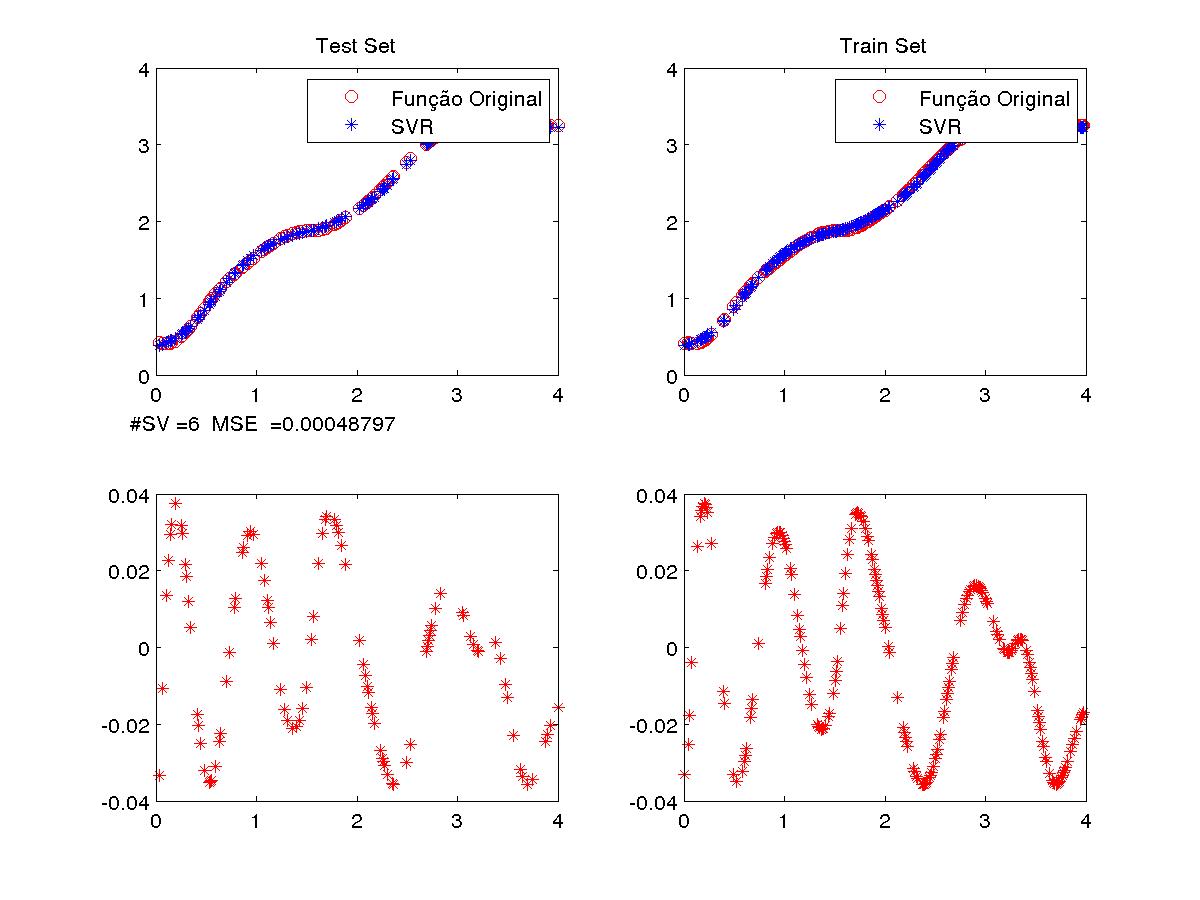 Test Set
Train Set
4
3
2
1
0
Função Original
SVR
0 1 2 3 4
4
3
2
1
0
Função Original
SVR
0 1 2 3 4
#SV =6 MSE =0.00048797
0.04
0.02
0
-0.02
-0.04
0 1 2 3 4
0.04
0.02
0
-0.02
-0.04
0 1 2 3 4